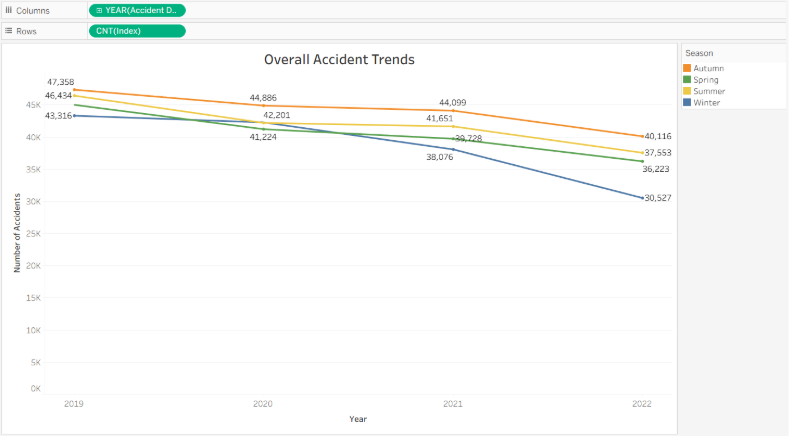 Columns
YEAR(Accident D..
Rows
CNT(Index)
Overall Accident Trends
Season
Autumn
Spring
Summer
Winter
47,358
46,434
43,316
44,886
42,201
41,224
44,099
41,651
39,728
38,076
40,116
37,553
36,223
30,527
45K
40K
35K
30K
25K
20K
15K
10K
5K
0K
Number of Accidents
2019
2020
2021
2022
Year